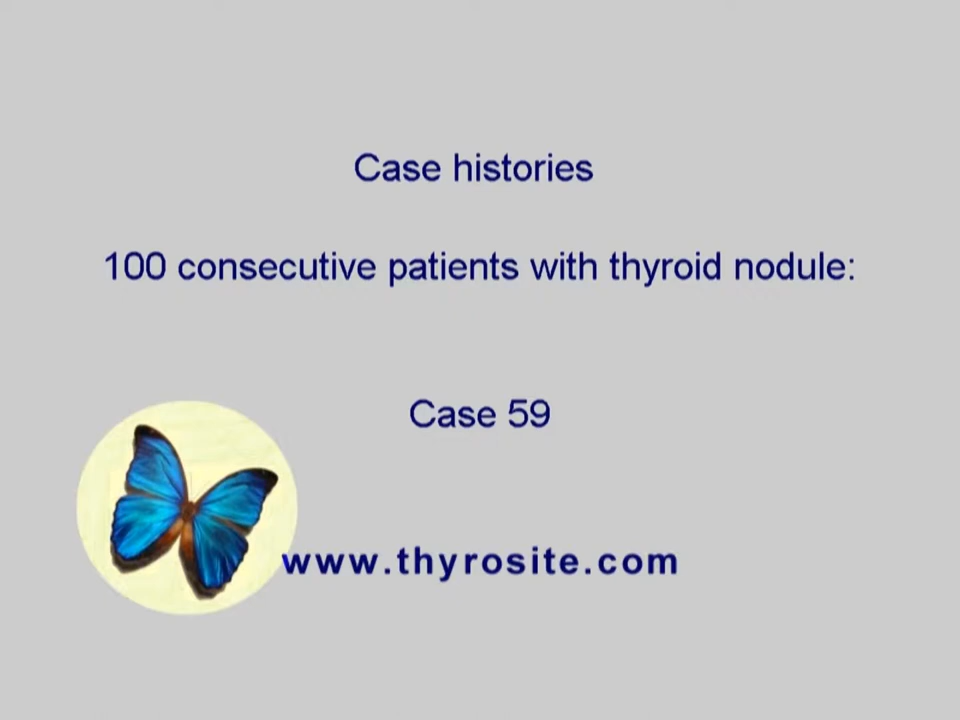 Case histories
100 consecutive patients with thyroid nodule:
Case 59
www.thyrosite.com